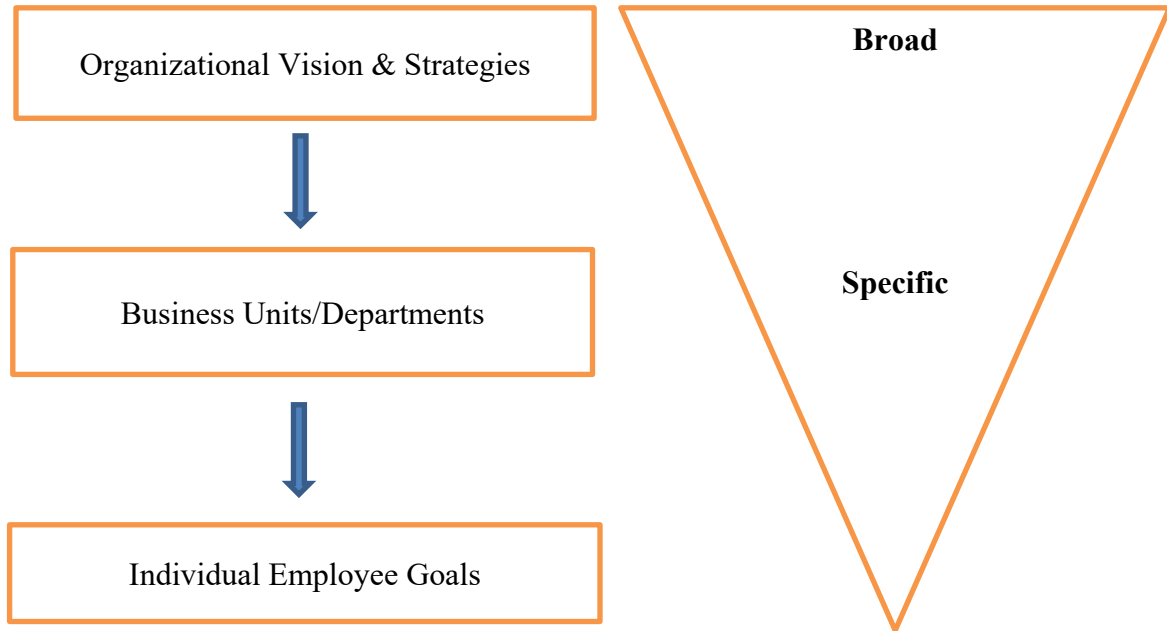 Organizational Vision & Strategies
Broad
Business Units/Departments
Specific
Individual Employee Goals